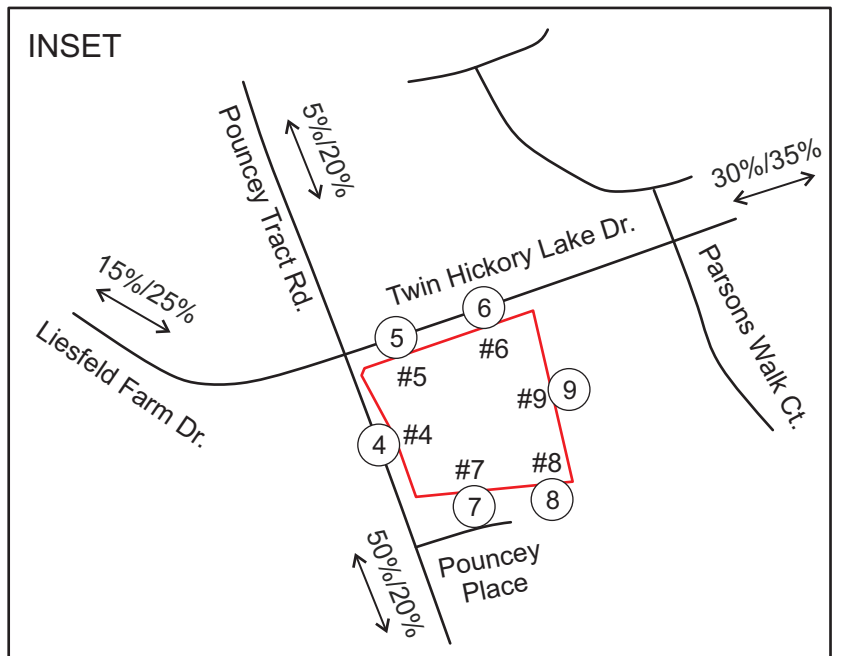 INSET
Pouncey Tract Rd.
5%/20%
30%/35%
Twin Hickory Lake Dr.
15%/25%
Liesfeld Farm Dr.
Parsons Walk Ct.
5
6
#5
#6
4
#4
#9
9
#7
#8
7
8
50%/20%
Pouncey
Place